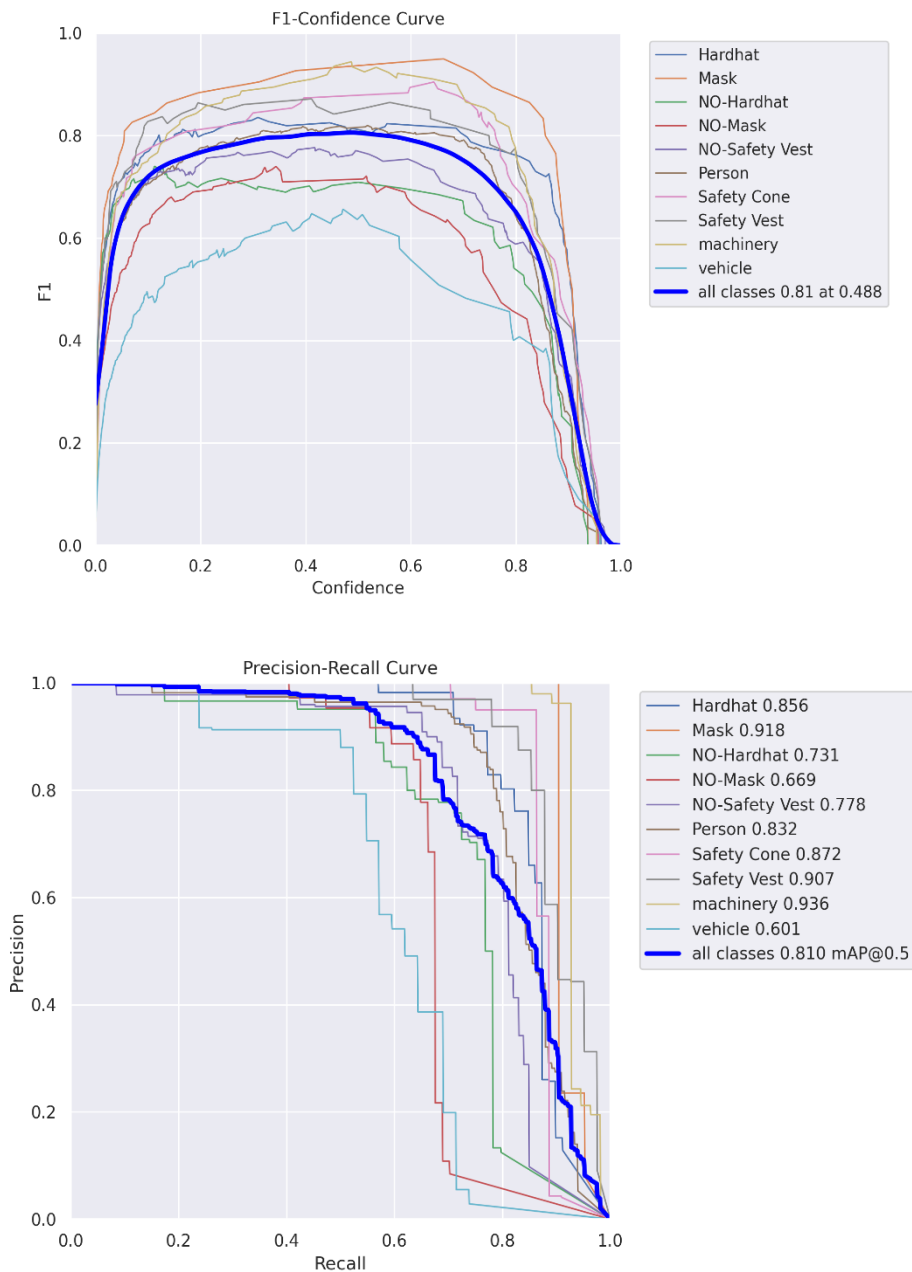 F1-Confidence Curve
1.0
0.8
0.6
0.4
0.2
0.0
F1
0.0 0.2 0.4 0.6 0.8 1.0
Confidence
Hardhat
Mask
NO-Hardhat
NO-Mask
NO-Safety Vest
Person
Safety Cone
Safety Vest
machinery
vehicle
all classes 0.81 at 0.488
Precision-Recall Curve
1.0
0.8
0.6
0.4
0.2
0.0
Precision
0.0 0.2 0.4 0.6 0.8 1.0
Recall
Hardhat 0.856
Mask 0.918
NO-Hardhat 0.731
NO-Mask 0.669
NO-Safety Vest 0.778
Person 0.832
Safety Cone 0.872
Safety Vest 0.907
machinery 0.936
vehicle 0.601
all classes 0.810 mAP@0.5